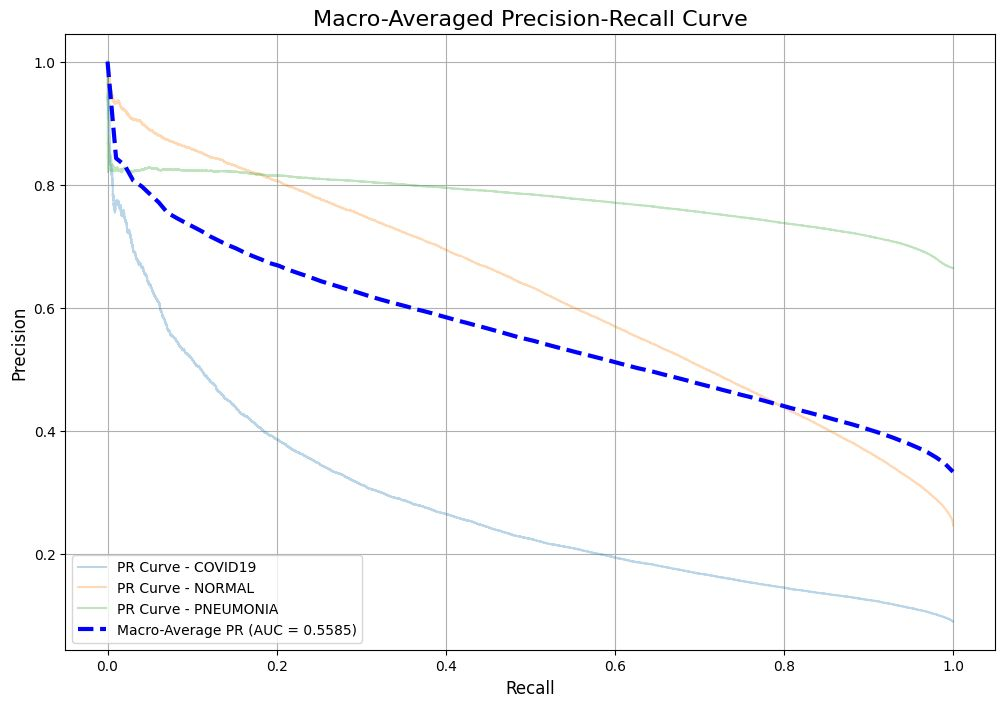 Macro-Averaged Precision-Recall Curve
Precision
1.0
0.8
0.6
0.4
0.2
PR Curve - COVID19
PR Curve - NORMAL
PR Curve - PNEUMONIA
Macro-Average PR (AUC = 0.5585)
0.0 0.2 0.4 0.6 0.8 1.0
Recall